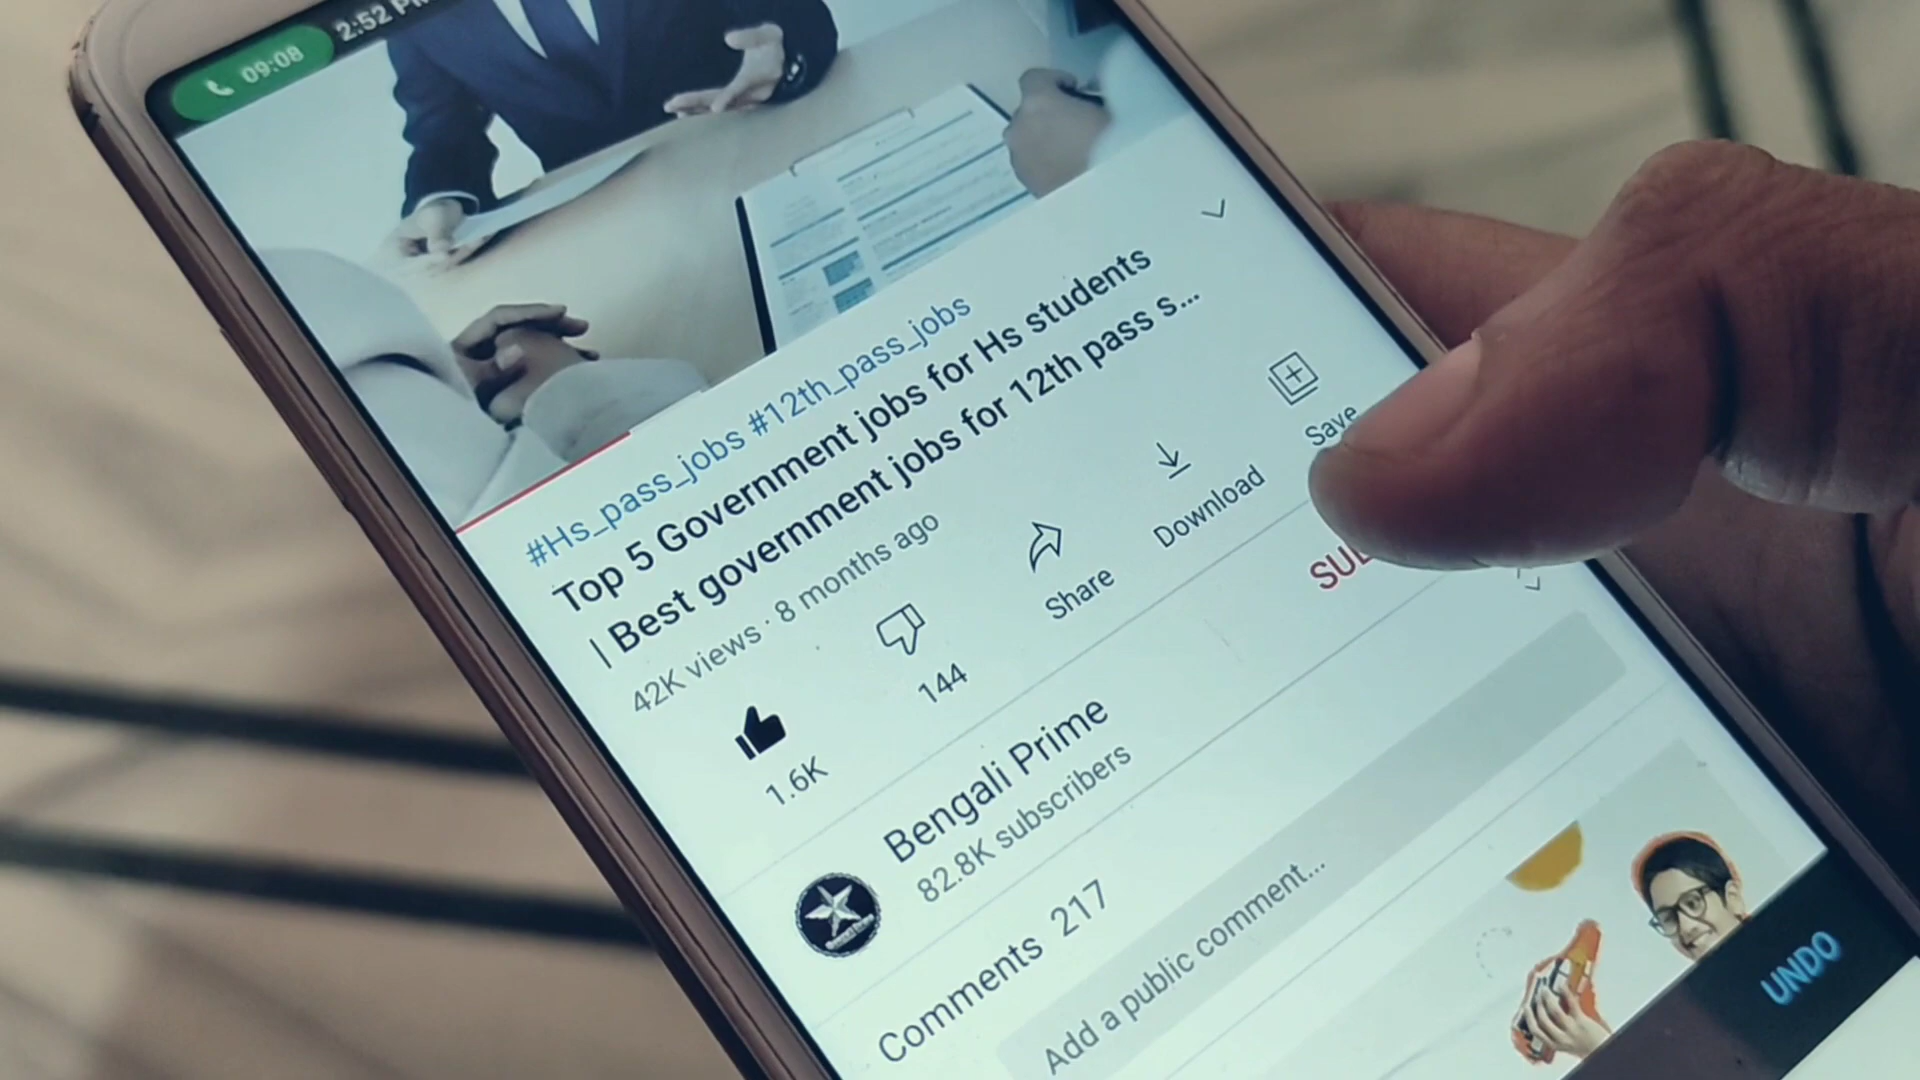 09:08 2:52
#Hs_pass_jobs #12th_pass_jobs
Top 5 Government jobs for Hs students
| Best government jobs for 12th pass s...
42K views · 8 months ago
1.6K
144
Share
Download
Save
Bengali Prime
82.8K subscribers
Comments 217
Add a public comment...
UNDO